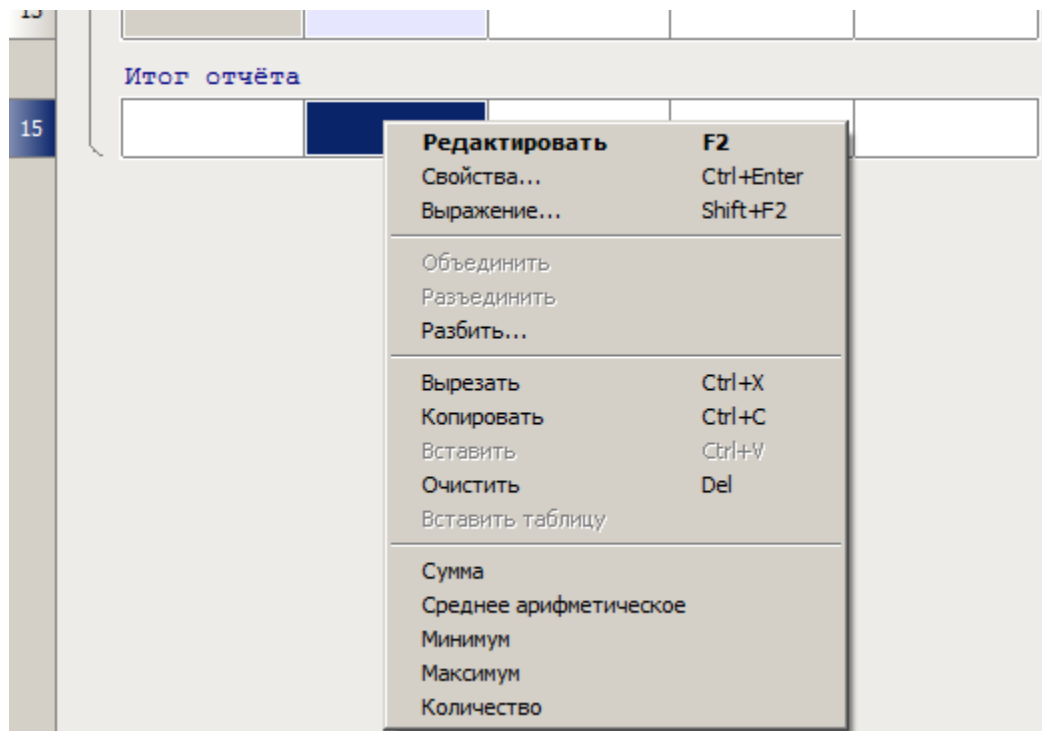 Итог отчёта
15
Редактировать F2
Свойства... Ctrl+Enter
Выражение... Shift+F2
Объединить
Разъединить
Разбить...
Вырезать Ctrl+X
Копировать Ctrl+C
Вставить Ctrl+V
Очистить Del
Вставить таблицу
Сумма
Среднее арифметическое
Минимум
Максимум
Количество